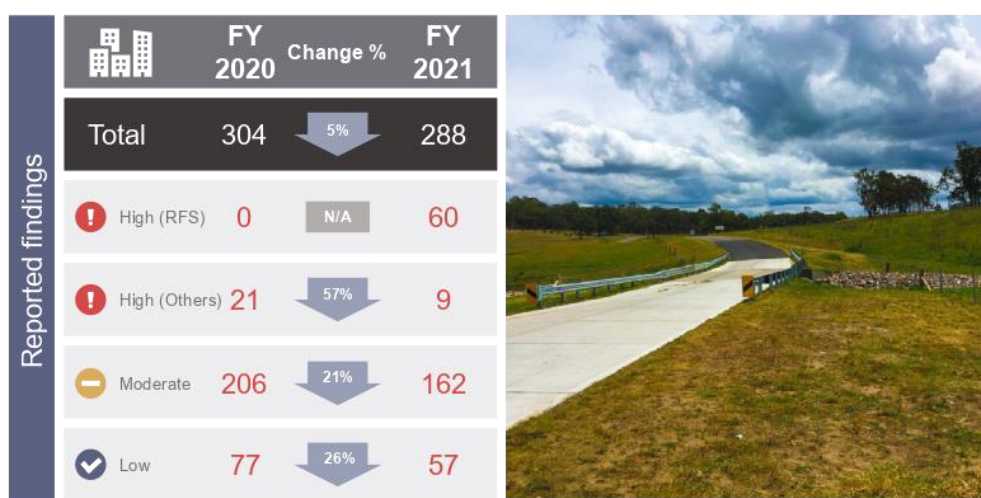 Reported findings
FY 2020 Change % FY 2021
Total 304 5% 288
High (RFS) 0 N/A 60
High (Others) 21 57% 9
Moderate 206 21% 162
Low 77 26% 57